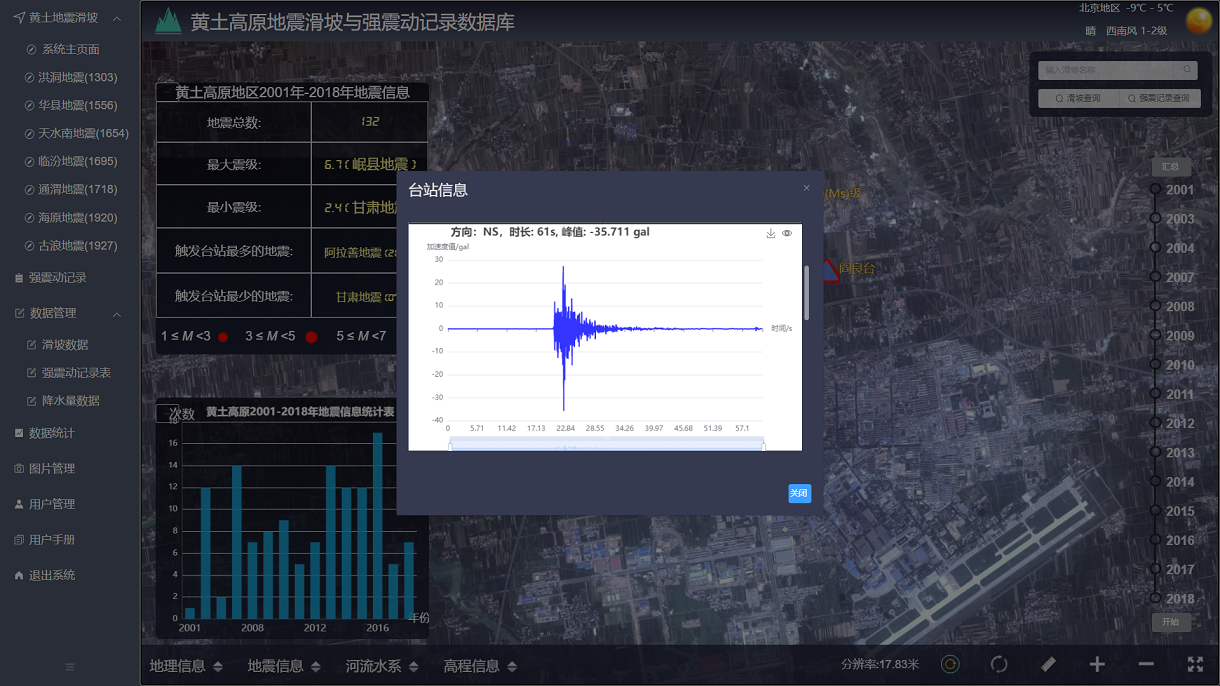 黄土地震滑坡
系统主页面
洪洞地震(1303)
华县地震(1556)
天水南地震(1654)
临汾地震(1695)
通渭地震(1718)
海原地震(1920)
古浪地震(1927)
强震动记录
数据管理
滑坡数据
强震动记录表
降水量数据
数据统计
图片管理
用户管理
用户手册
退出系统
黄土高原地震滑坡与强震动记录数据库
北京地区 -9℃ - 5℃
晴 西南风 1-2级
输入滑坡名称
滑坡查询 强震记录查询
黄土高原地区2001年-2018年地震信息
地震总数: 132
最大震级: 6.7( 岷县地震 )
最小震级: 2.4( 甘肃地
触发台站最多的地震: 阿拉善地震
触发台站最少的地震: 甘肃地震
1 ≤ M <3 3 ≤ M <5 5 ≤ M <7
(Ms)级
阎良台
台站信息
×
方向: NS, 时长: 61s, 峰值: -35.711 gal
加速度值/gal
30
20
10
0
-10
-20
-30
-40
时间/s
0 5.71 11.42 17.13 22.84 28.55 34.26 39.97 45.68 51.39 57.1
关闭
次数 黄土高原2001-2018年地震信息统计表
18
16
14
12
10
8
6
4
2
0
年份
2001 2008 2012 2016
汇总
2001
2003
2004
2007
2008
2009
2010
2011
2012
2013
2014
2015
2016
2017
2018
开始
地理信息 地震信息 河流水系 高程信息 分辨率:17.83米